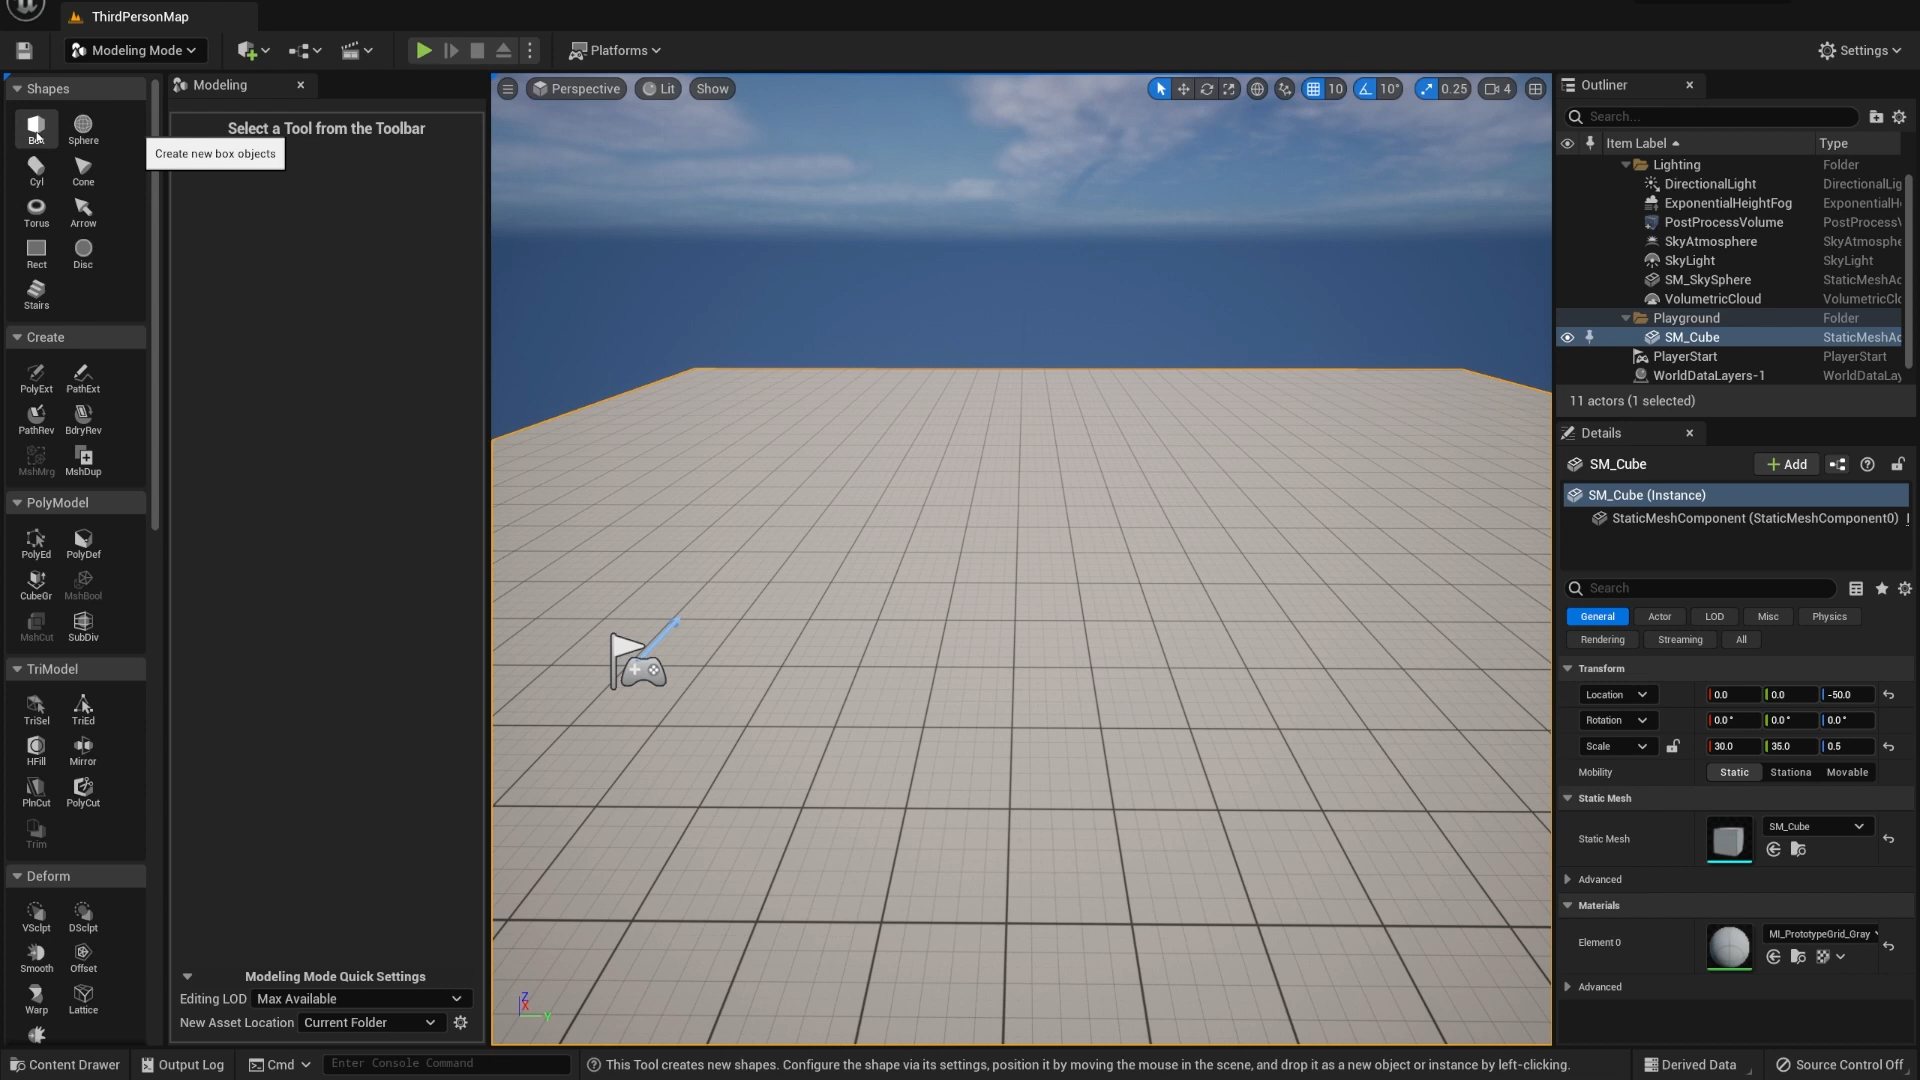 ThirdPersonMap
Modeling Mode
Platforms
Settings
Shapes
Box
Sphere
Cyl
Cone
Torus
Arrow
Rect
Disc
Stairs
Create
PolyExt
PathExt
PathRev
BdryRev
MshMrg
MshDup
PolyModel
PolyEd
PolyDef
CubeGr
MshBool
MshCut
SubDiv
TriModel
TriSel
TriEd
HFill
Mirror
PlnCut
PolyCut
Trim
Deform
VSclpt
DSclpt
Smooth
Offset
Warp
Lattice
Modeling
Select a Tool from the Toolbar
Create new box objects
Modeling Mode Quick Settings
Editing LOD Max Available
New Asset Location Current Folder
Perspective Lit Show
10 10° 0.25 4
Z
X
Y
Outliner
Search...
Item Label Type
Lighting Folder
DirectionalLight DirectionalLig
ExponentialHeightFog ExponentialH
PostProcessVolume PostProcessV
SkyAtmosphere SkyAtmosphe
SkyLight SkyLight
SM_SkySphere StaticMeshAc
VolumetricCloud VolumetricClo
Playground Folder
SM_Cube StaticMeshAc
PlayerStart PlayerStart
WorldDataLayers-1 WorldDataLay
11 actors (1 selected)
Details
SM_Cube
Add
SM_Cube (Instance)
StaticMeshComponent (StaticMeshComponent0)
Search
General Actor LOD Misc Physics
Rendering Streaming All
Transform
Location 0.0 0.0 -50.0
Rotation 0.0° 0.0° 0.0°
Scale 30.0 35.0 0.5
Mobility Static Stationa Movable
Static Mesh
Static Mesh SM_Cube
Advanced
Materials
Element 0 MI_PrototypeGrid_Gray
Advanced
Content Drawer Output Log Cmd Enter Console Command This Tool creates new shapes. Configure the shape via its settings, position it by moving the mouse in the scene, and drop it as a new object or instance by left-clicking. Derived Data Source Control Off